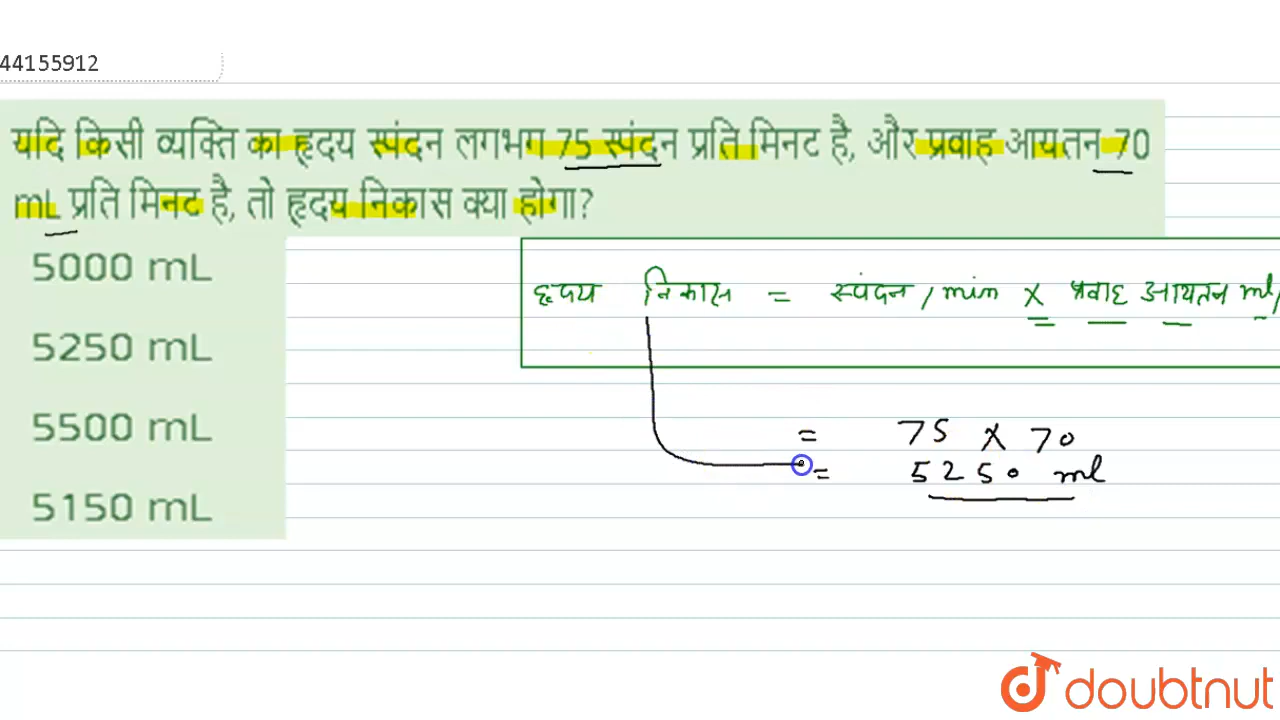 44155912
यदि किसी व्यक्ति का हृदय स्पंदन लगभग 75 स्पंदन प्रति मिनट है, और प्रवाह आयतन 70
mL प्रति मिनट है, तो हृदय निकास क्या होगा?
5000 mL
5250 mL
5500 mL
5150 mL
हृदय निकास = स्पंदन / min X प्रवाह आयतन ml/
= 75 X 70
= 5250 ml
doubtnut